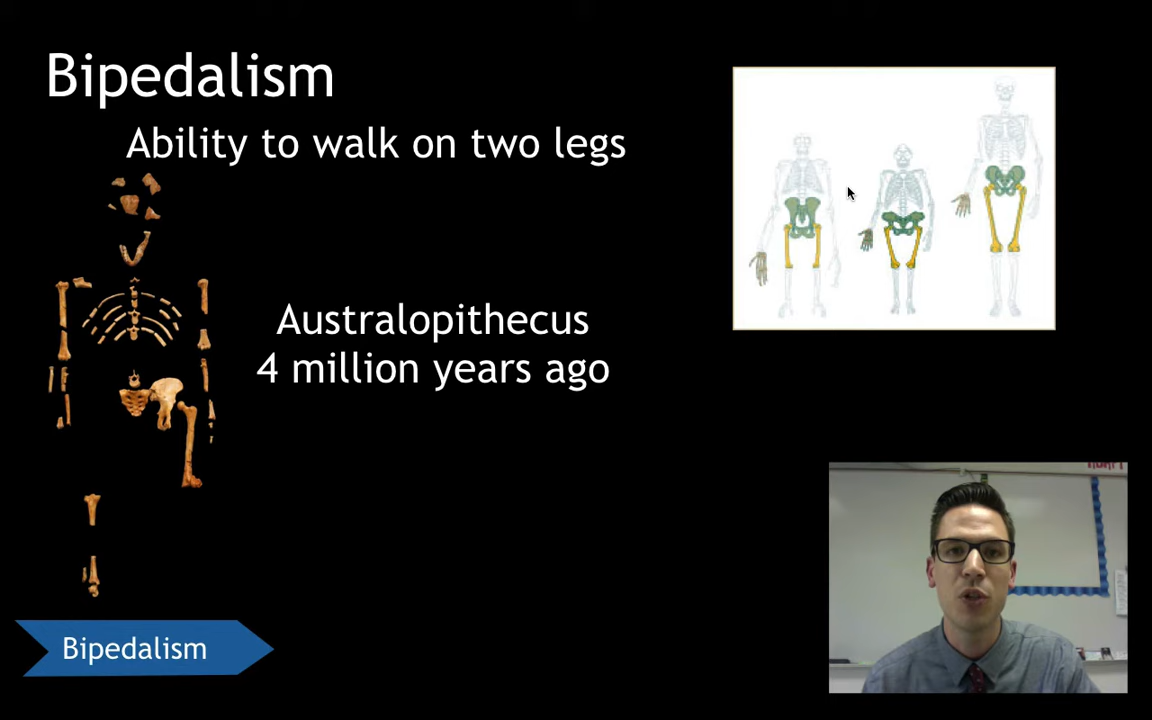 Bipedalism
Ability to walk on two legs
Australopithecus
4 million years ago
Bipedalism